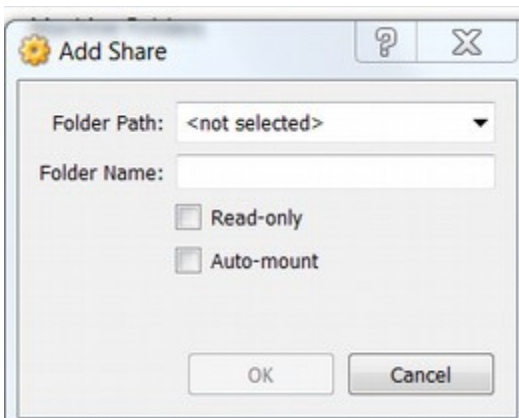 Add Share
Folder Path: <not selected>
Folder Name:
Read-only
Auto-mount
OK Cancel